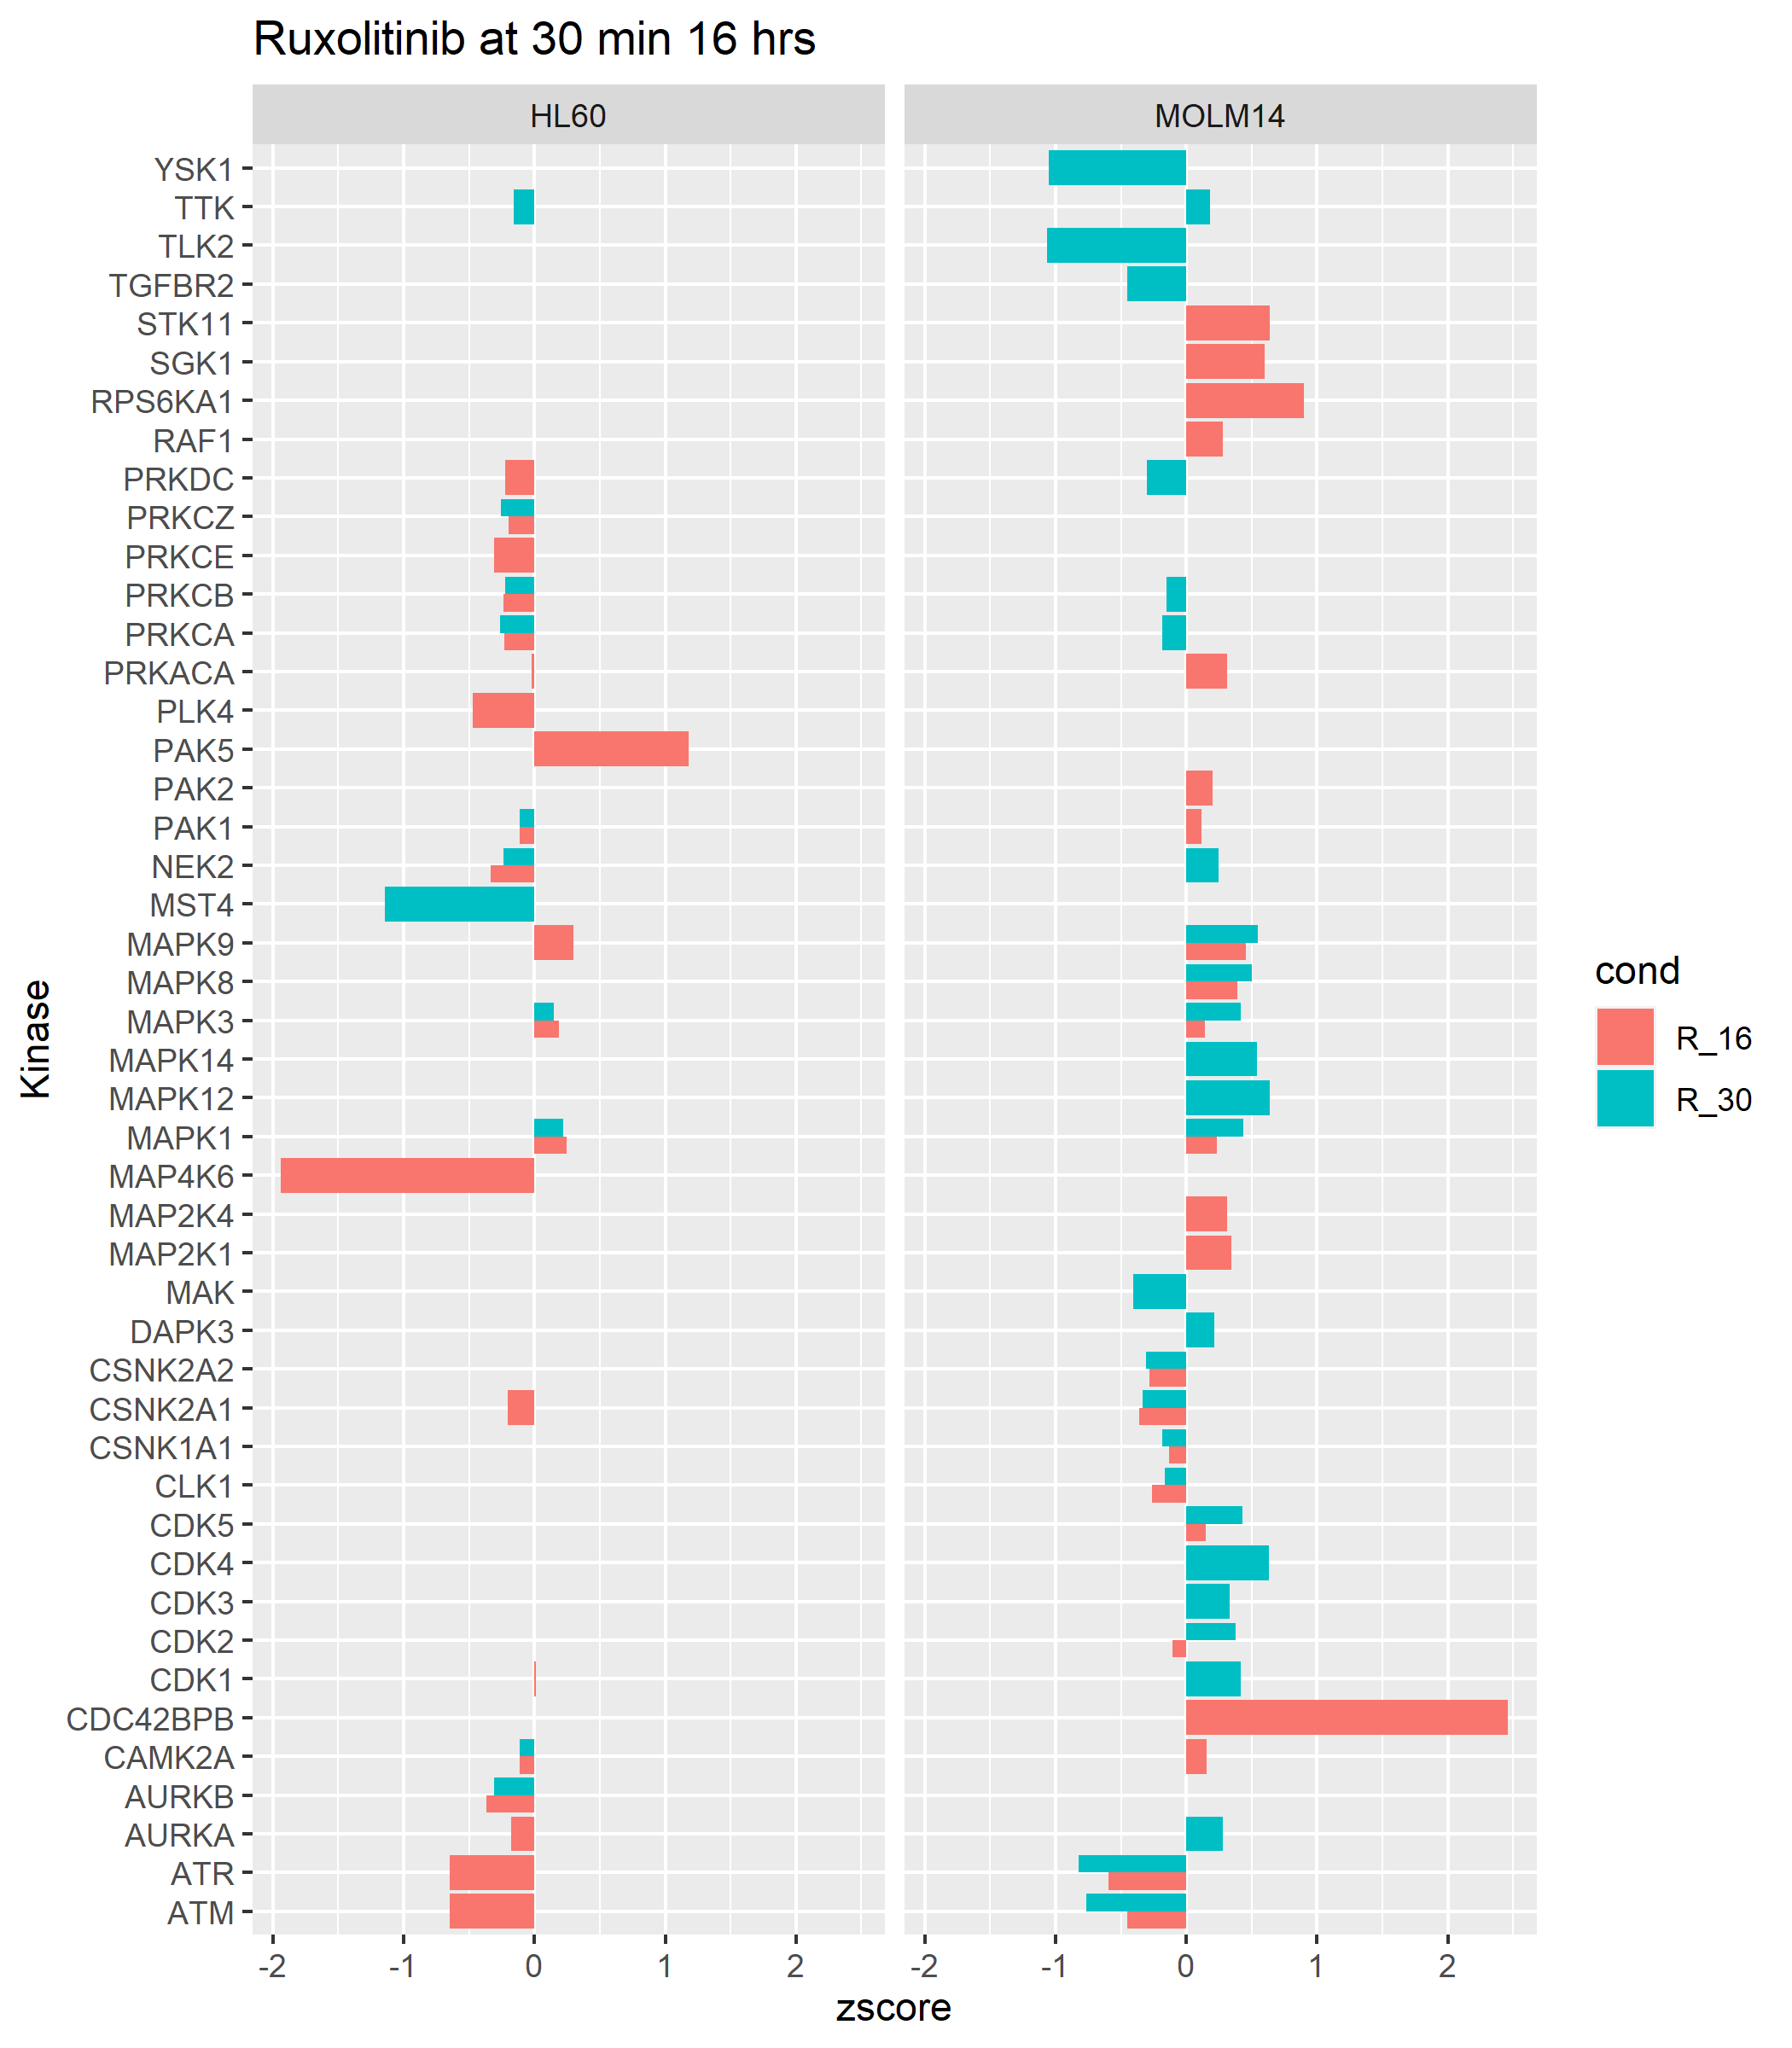 Ruxolitinib at 30 min 16 hrs
HL60 MOLM14
YSK1
TTK
TLK2
TGFBR2
STK11
SGK1
RPS6KA1
RAF1
PRKDC
PRKCZ
PRKCE
PRKCB
PRKCA
PRKACA
PLK4
PAK5
PAK2
PAK1
NEK2
MST4
MAPK9
MAPK8
MAPK3
MAPK14
MAPK12
MAPK1
MAP4K6
MAP2K4
MAP2K1
MAK
DAPK3
CSNK2A2
CSNK2A1
CSNK1A1
CLK1
CDK5
CDK4
CDK3
CDK2
CDK1
CDC42BPB
CAMK2A
AURKB
AURKA
ATR
ATM
Kinase
-2 -1 0 1 2 -2 -1 0 1 2
zscore
cond
R_16
R_30